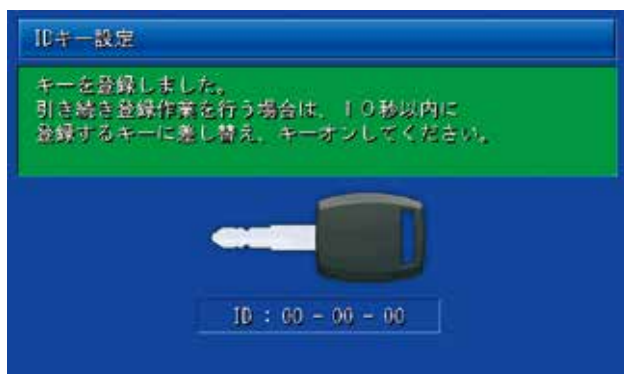 IDキー設定
キーを登録しました。
引き続き登録作業を行う場合は、10秒以内に
登録するキーに差し替え、キーオンしてください。
ID : 00 - 00 - 00